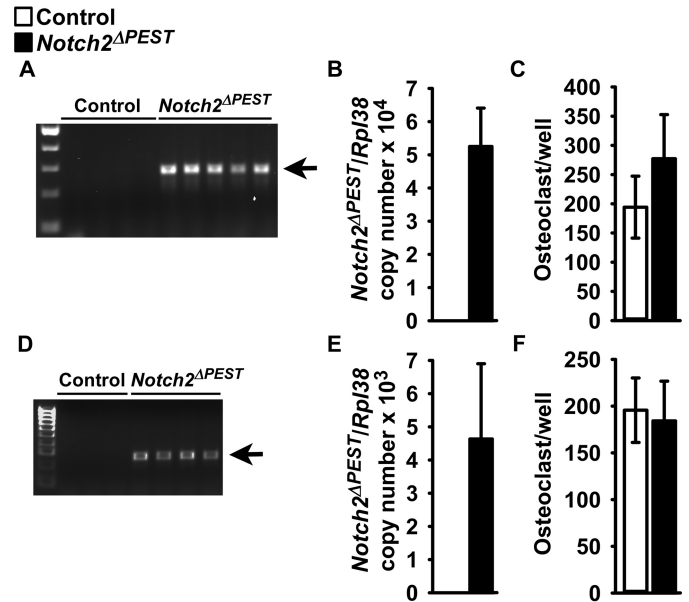 Control
Notch2ΔPEST
A
Control Notch2ΔPEST
B
Notch2ΔPEST/Rpl38
copy number x 10⁴
7
6
5
4
3
2
1
0
C
Osteoclast/well
400
350
300
250
200
150
100
50
0
D
Control Notch2ΔPEST
E
Notch2ΔPEST/Rpl38
copy number x 10³
7
6
5
4
3
2
1
0
F
Osteoclast/well
250
200
150
100
50
0